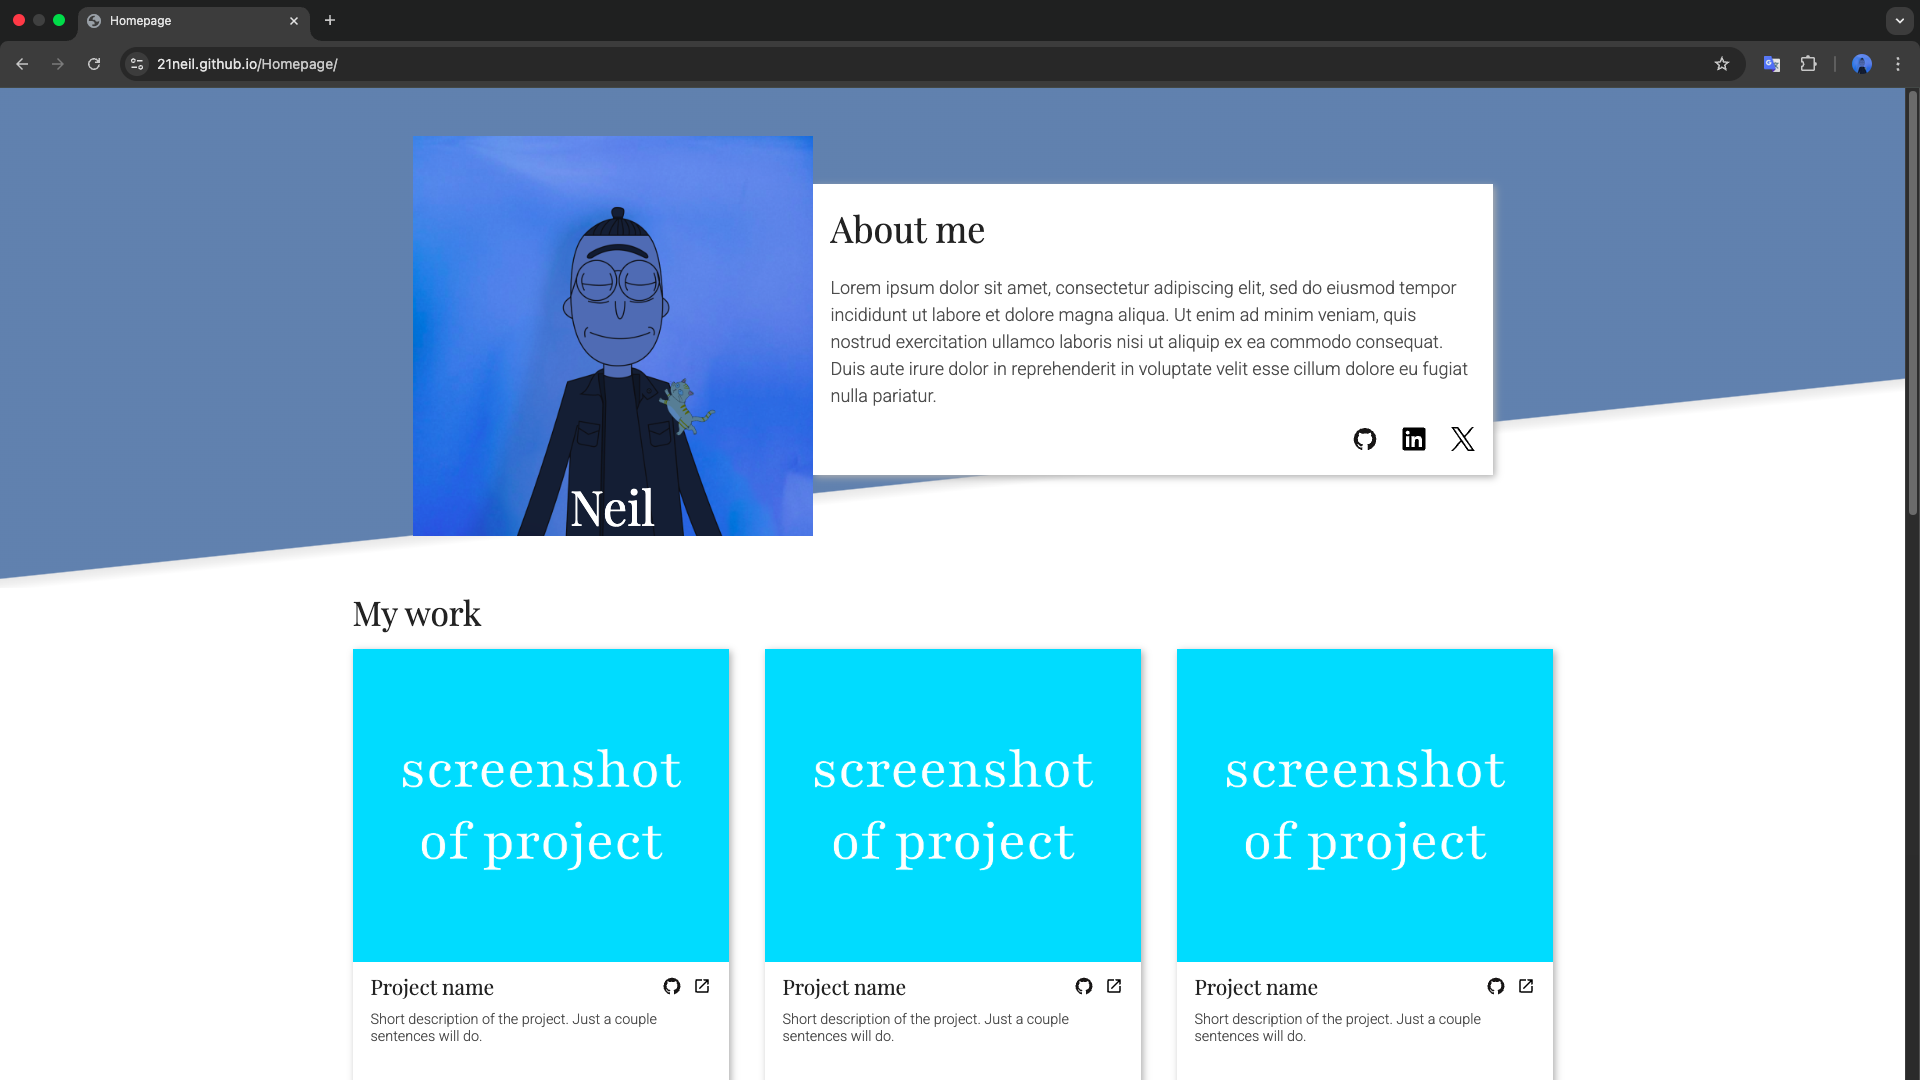 Homepage
21neil.github.io/Homepage/
About me
Lorem ipsum dolor sit amet, consectetur adipiscing elit, sed do eiusmod tempor
incididunt ut labore et dolore magna aliqua. Ut enim ad minim veniam, quis
nostrud exercitation ullamco laboris nisi ut aliquip ex ea commodo consequat.
Duis aute irure dolor in reprehenderit in voluptate velit esse cillum dolore eu fugiat
nulla pariatur.
Neil
My work
screenshot
of project
Project name
Short description of the project. Just a couple
sentences will do.
screenshot
of project
Project name
Short description of the project. Just a couple
sentences will do.
screenshot
of project
Project name
Short description of the project. Just a couple
sentences will do.